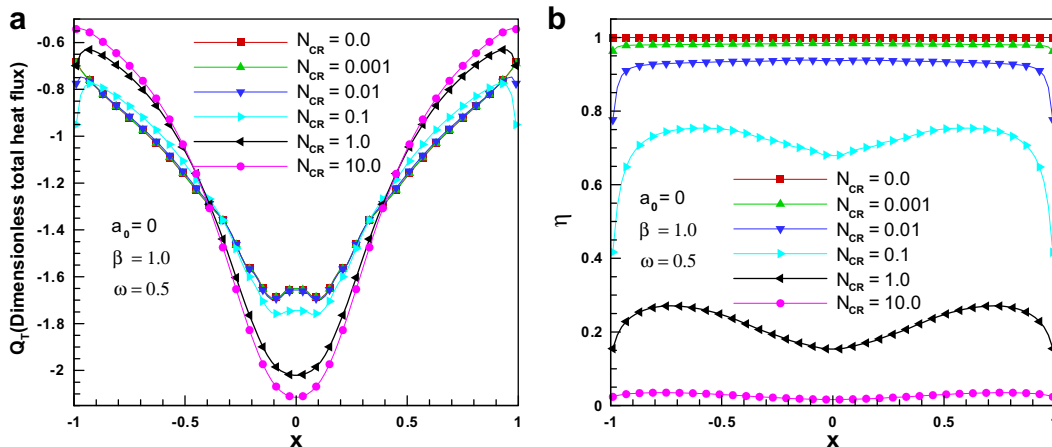 a
Q_T(Dimensionless total heat flux)
-0.6
-0.8
-1
-1.2
-1.4
-1.6
-1.8
-2
N_CR = 0.0
N_CR = 0.001
N_CR = 0.01
N_CR = 0.1
N_CR = 1.0
N_CR = 10.0
a_0 = 0
β = 1.0
ω = 0.5
-1
-0.5
0
0.5
1
x
b
η
1
0.8
0.6
0.4
0.2
0
N_CR = 0.0
N_CR = 0.001
N_CR = 0.01
N_CR = 0.1
N_CR = 1.0
N_CR = 10.0
a_0 = 0
β = 1.0
ω = 0.5
-1
-0.5
0
0.5
1
x